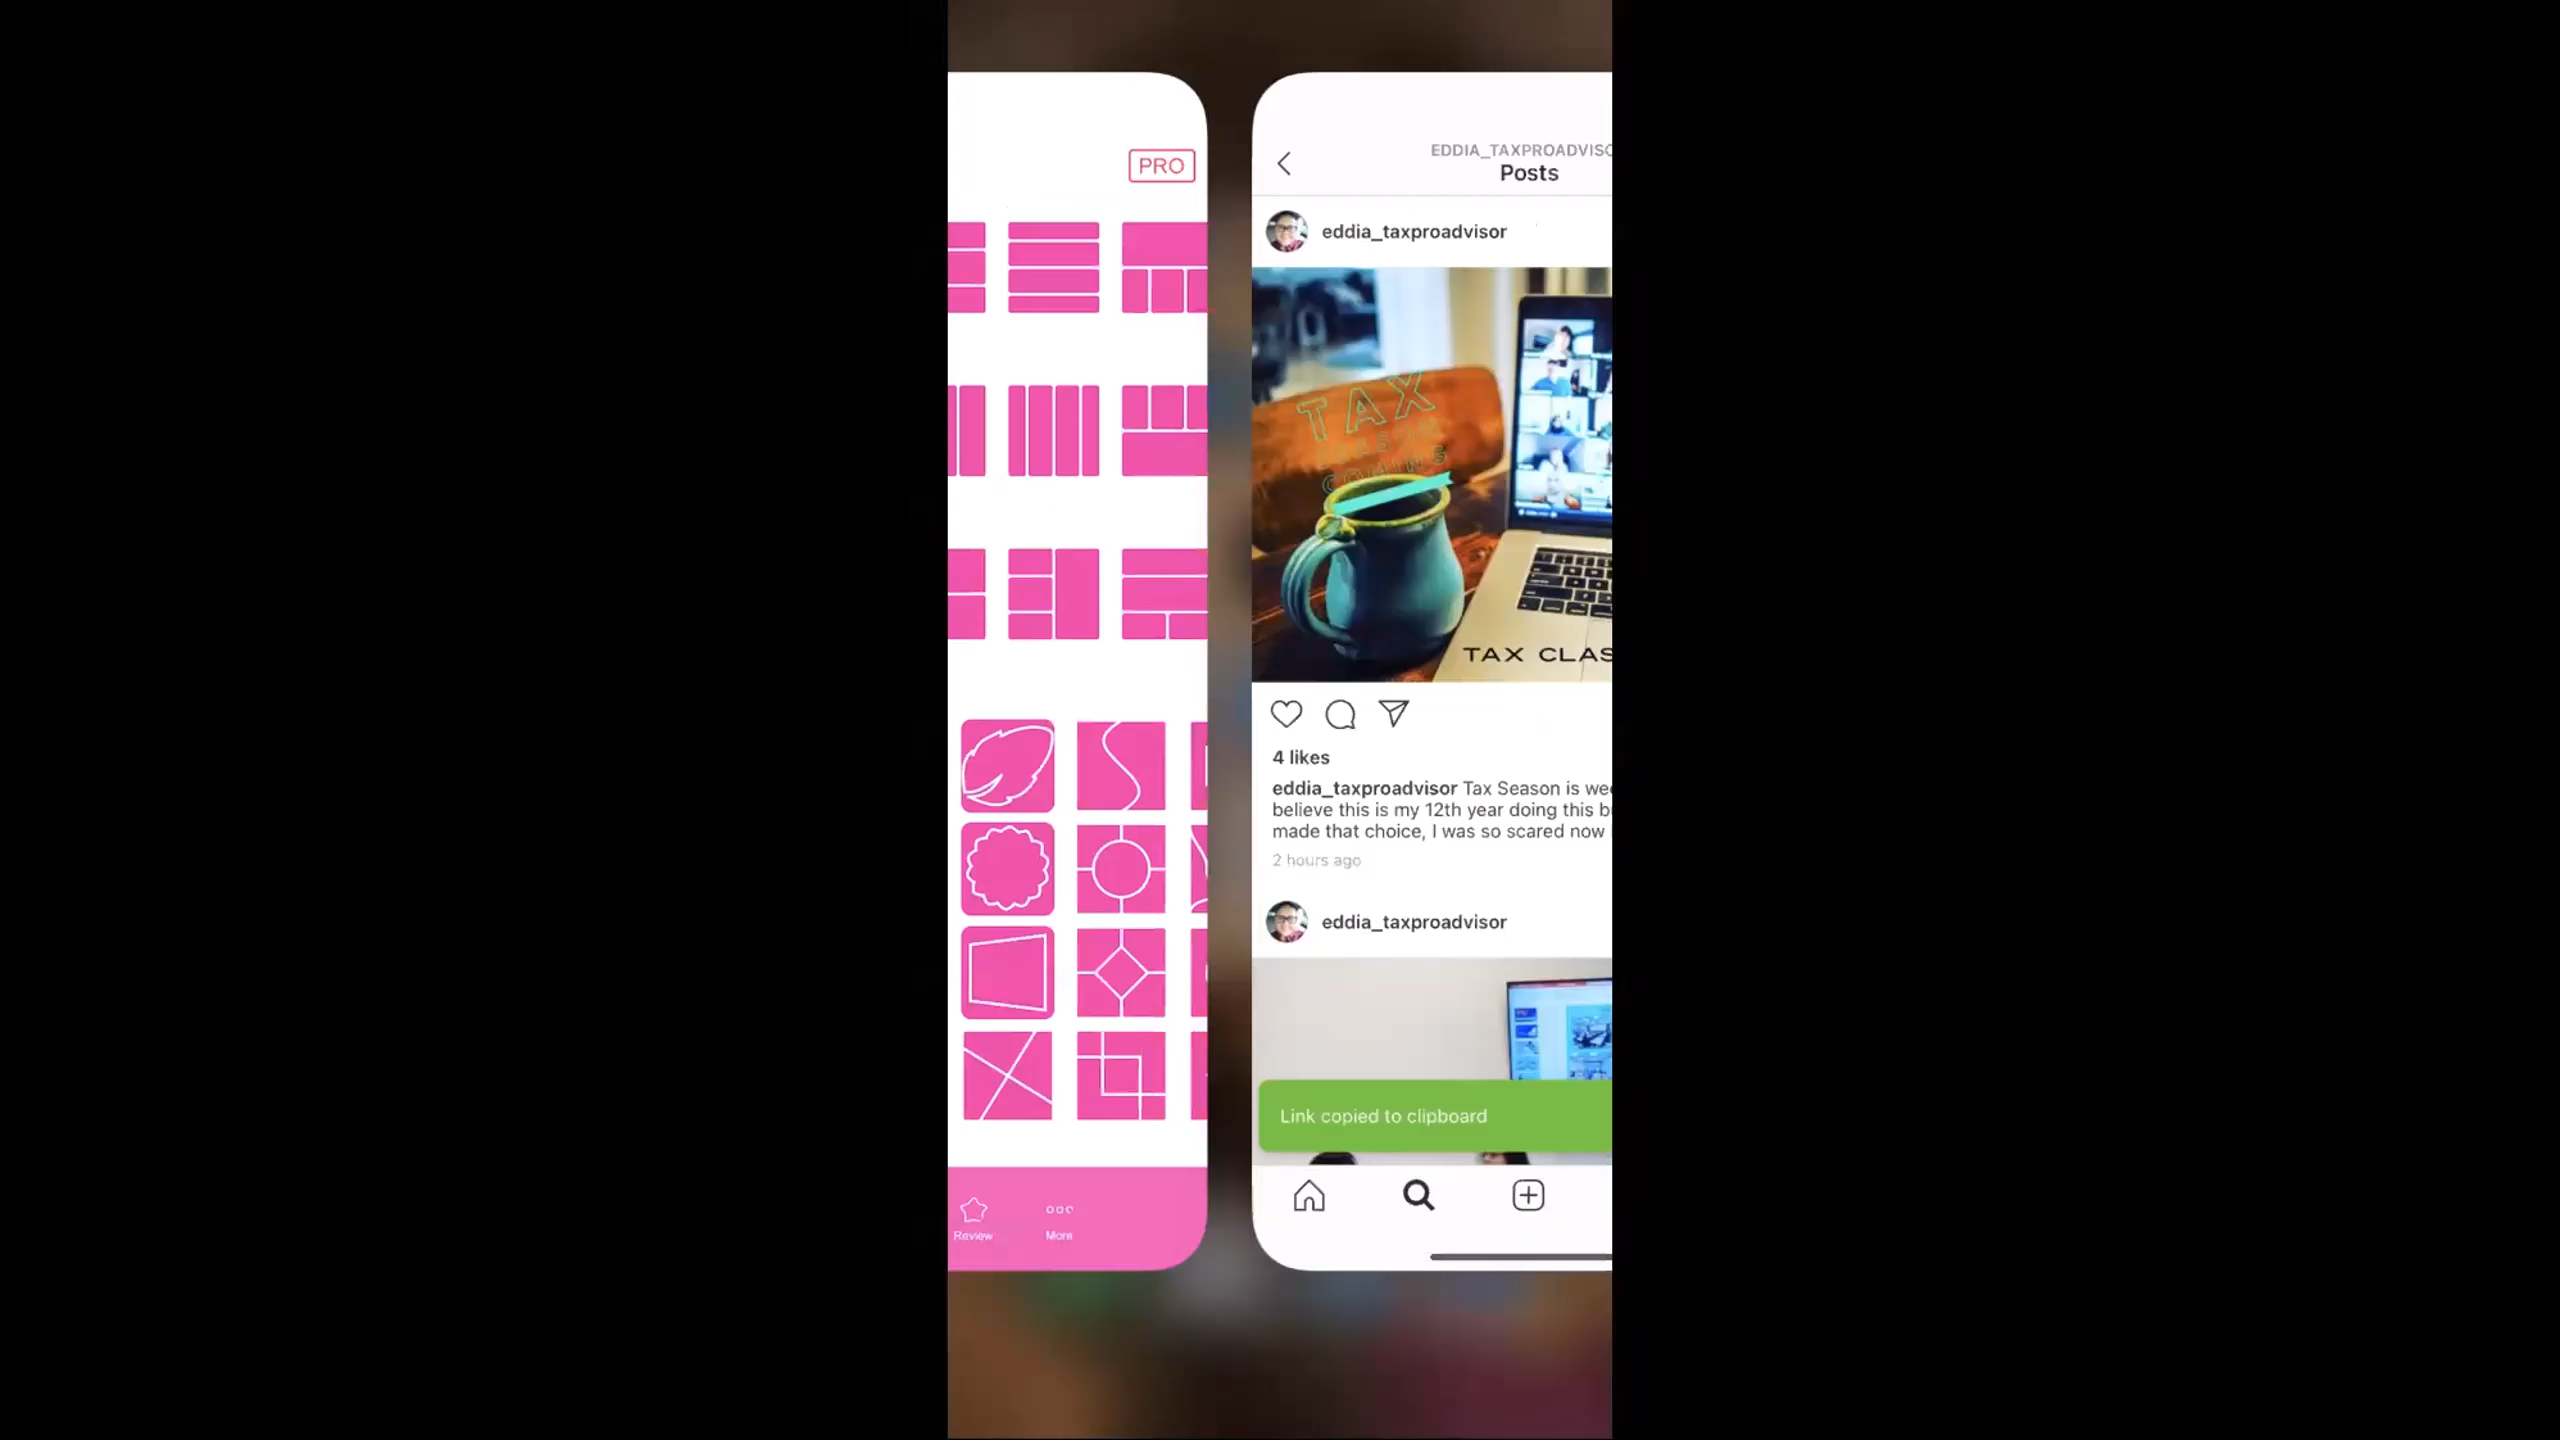 PRO
Review
More
EDDIA_TAXPROADVISO
Posts
eddia_taxproadvisor
TAX
COMING
TAX CLAS
4 likes
eddia_taxproadvisor Tax Season is wee
believe this is my 12th year doing this b
made that choice, I was so scared now
2 hours ago
eddia_taxproadvisor
Link copied to clipboard